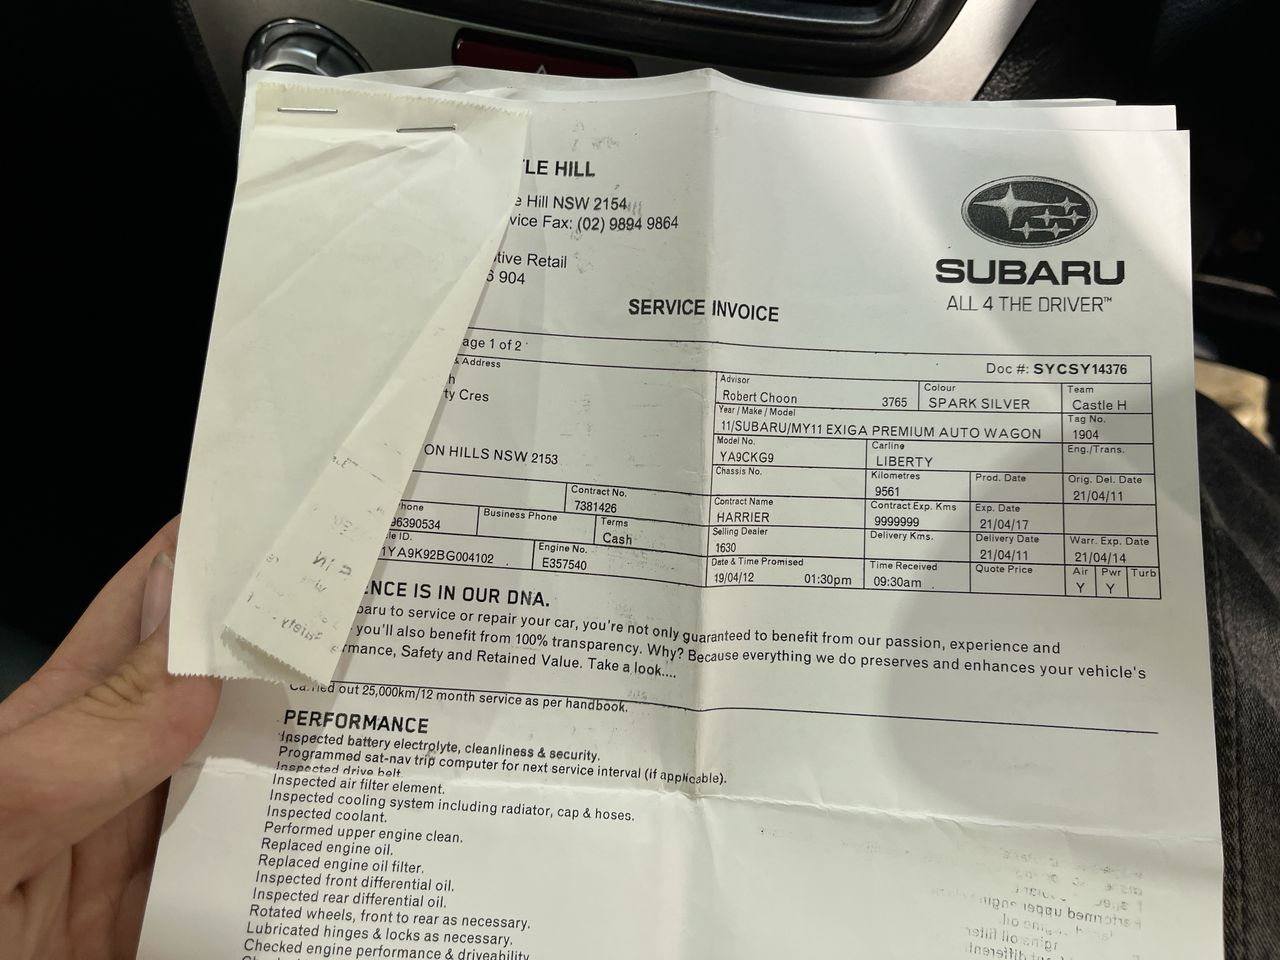 TLE HILL
e Hill NSW 2154
vice Fax: (02) 9894 9864
tive Retail
6 904
SUBARU
ALL 4 THE DRIVER™
SERVICE INVOICE
age 1 of 2
Doc #: SYCSY14376
& Address
h
ty Cres
ON HILLS NSW 2153
Advisor
Robert Choon 3765
Colour
SPARK SILVER
Team
Castle H
Year / Make / Model
11/SUBARU/MY11 EXIGA PREMIUM AUTO WAGON
Tag No.
1904
Model No.
YA9CKG9
Carline
LIBERTY
Eng./Trans.
Chassis No.
Kilometres
9561
Prod. Date
Orig. Del. Date
21/04/11
Contract No.
7381426
Contract Name
HARRIER
Contract Exp. Kms
9999999
Exp. Date
21/04/17
hone
96390534
Business Phone
Terms
Cash
Selling Dealer
1630
Delivery Kms.
Delivery Date
21/04/11
Warr. Exp. Date
21/04/14
le ID.
1YA9K92BG004102
Engine No.
E357540
Date & Time Promised
19/04/12 01:30pm
Time Received
09:30am
Quote Price
Air Pwr Turb
Y Y
NCE IS IN OUR DNA.
baru to service or repair your car, you're not only guaranteed to benefit from our passion, experience and
you'll also benefit from 100% transparency. Why? Because everything we do preserves and enhances your vehicle's
rmance, Safety and Retained Value. Take a look....
Carried out 25,000km/12 month service as per handbook.
PERFORMANCE
Inspected battery electrolyte, cleanliness & security.
Programmed sat-nav trip computer for next service interval (if applicable).
Inspected drive belt.
Inspected air filter element.
Inspected cooling system including radiator, cap & hoses.
Inspected coolant.
Performed upper engine clean.
Replaced engine oil.
Replaced engine oil filter.
Inspected front differential oil.
Inspected rear differential oil.
Rotated wheels, front to rear as necessary.
Lubricated hinges & locks as necessary.
Checked engine performance & driveability